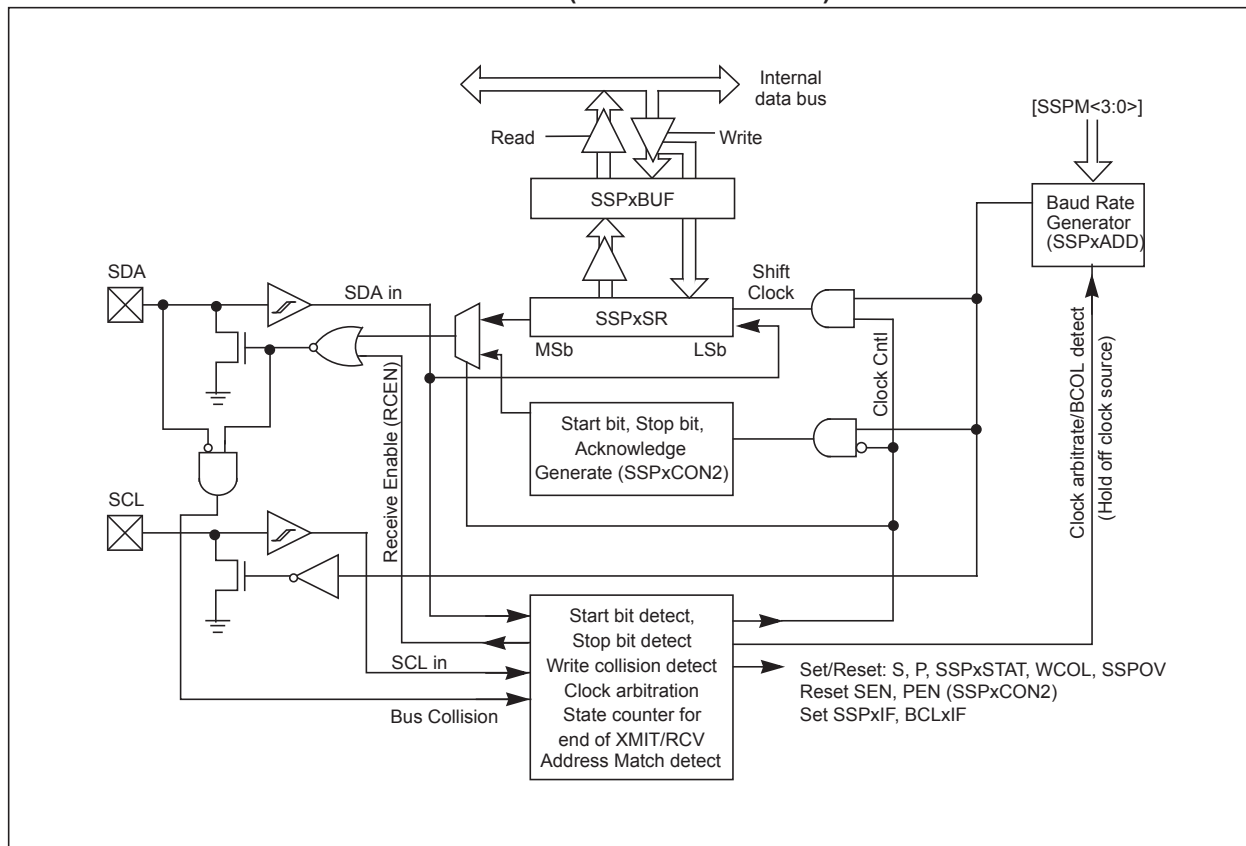 Internal
data bus
[SSPM<3:0>]
Read
Write
SSPxBUF
Baud Rate
Generator
(SSPxADD)
SDA
SDA in
Shift
Clock
SSPxSR
MSb
LSb
Receive Enable (RCEN)
Clock Cntl
Clock arbitrate/BCOL detect
(Hold off clock source)
Start bit, Stop bit,
Acknowledge
Generate (SSPxCON2)
SCL
SCL in
Bus Collision
Start bit detect,
Stop bit detect
Write collision detect
Clock arbitration
State counter for
end of XMIT/RCV
Address Match detect
Set/Reset: S, P, SSPxSTAT, WCOL, SSPOV
Reset SEN, PEN (SSPxCON2)
Set SSPxIF, BCLxIF